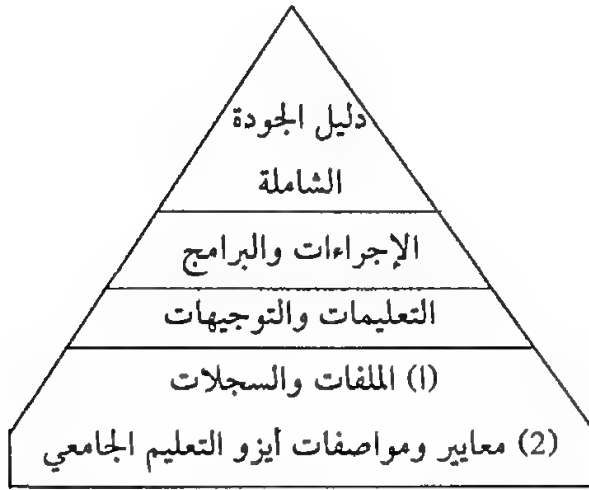 دليل الجودة
الشاملة
الإجراءات والبرامج
التعليمات والتوجيهات
(1) الملفات والسجلات
(2) معايير ومواصفات أيزو التعليم الجامعي